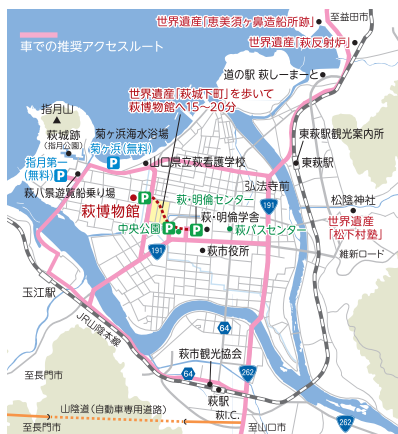 世界遺産「恵美須ヶ鼻造船所跡」
至益田市
車での推奨アクセスルート
世界遺産「萩反射炉」
道の駅 萩しーまーと
世界遺産「萩城下町」を歩いて
萩博物館へ15~20分
指月山
萩城跡
(指月公園)
菊ヶ浜海水浴場
菊ヶ浜(無料)
P
東萩駅観光案内所
指月第一
(無料)
P
山口県立萩看護学校
東萩駅
弘法寺前
萩八景遊覧船乗り場
P
萩・明倫センター
松陰神社
萩博物館
191
世界遺産
「松下村塾」
萩・明倫学舎
中央公園
P
P
萩バスセンター
維新ロード
191
萩市役所
玉江駅
JR山陰本線
64
萩市観光協会
64
262
至長門市
萩駅
萩I.C.
山陰道(自動車専用道路)
至長門市
至山口市
262